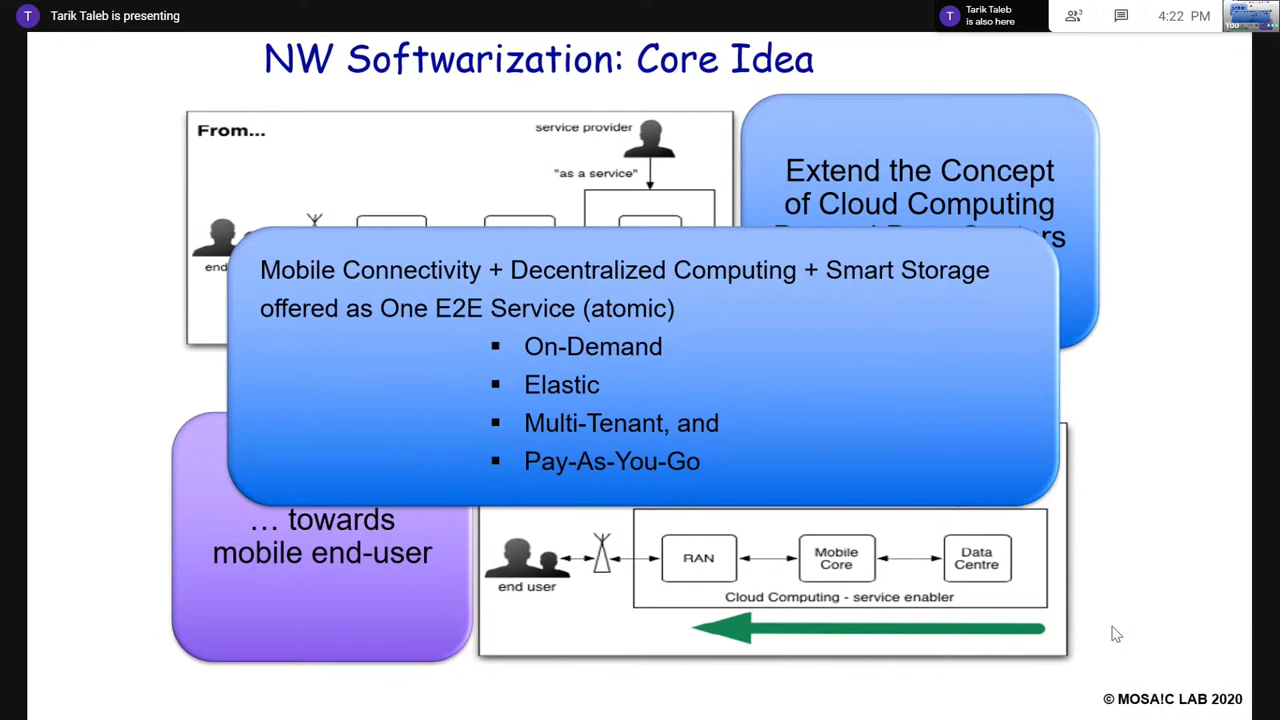 Tarik Taleb is presenting
Tarik Taleb
is also here
3
4:22 PM
You
NW Softwarization: Core Idea
From...
service provider
"as a service"
Extend the Concept
of Cloud Computing
Mobile Connectivity + Decentralized Computing + Smart Storage
offered as One E2E Service (atomic)
▪ On-Demand
▪ Elastic
▪ Multi-Tenant, and
▪ Pay-As-You-Go
… towards
mobile end-user
end user
RAN
Mobile
Core
Data
Centre
Cloud Computing - service enabler
© MOSA!C LAB 2020